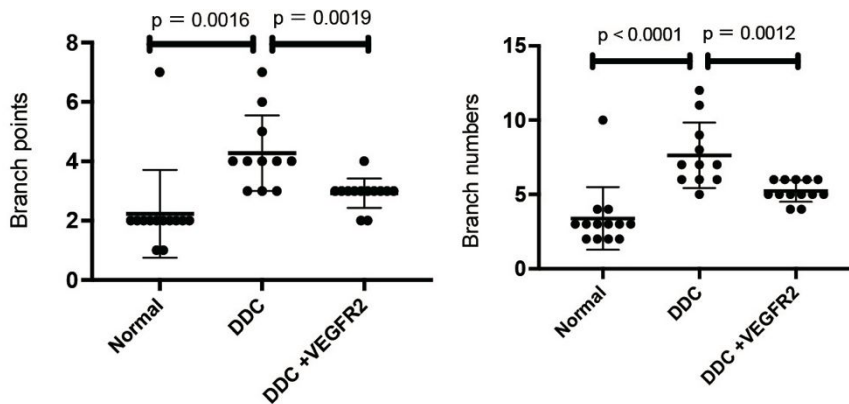 p = 0.0016
p = 0.0019
Branch points
8
6
4
2
0
Normal
DDC
DDC +VEGFR2
p < 0.0001
p = 0.0012
Branch numbers
15
10
5
0
Normal
DDC
DDC +VEGFR2